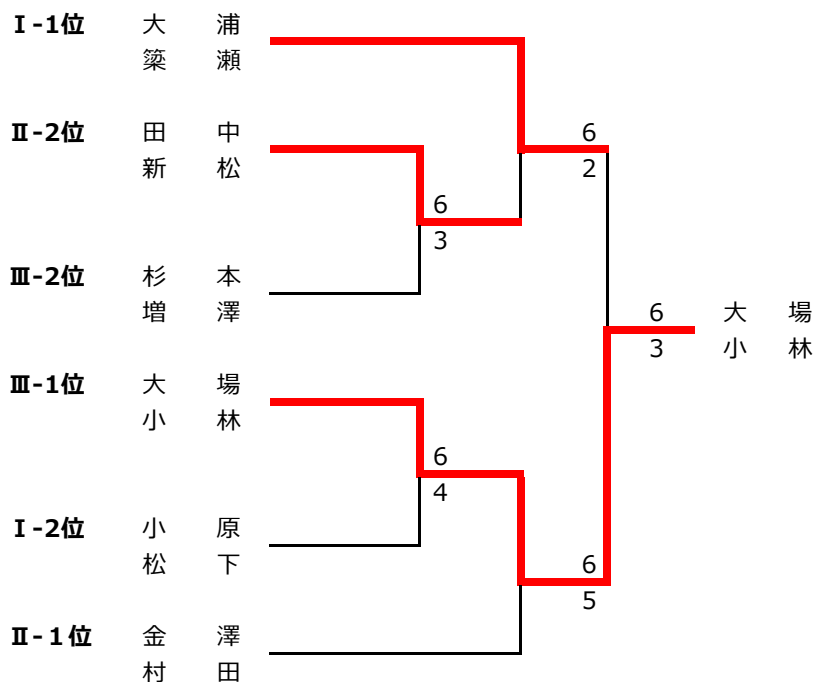 Ⅰ-1位 大 浦
簗 瀬
Ⅱ-2位 田 中
新 松
6
2
6
3
Ⅲ-2位 杉 本
増 澤
6 大 場
3 小 林
Ⅲ-1位 大 場
小 林
6
4
Ⅰ-2位 小 原
松 下
6
5
Ⅱ-１位 金 澤
村 田